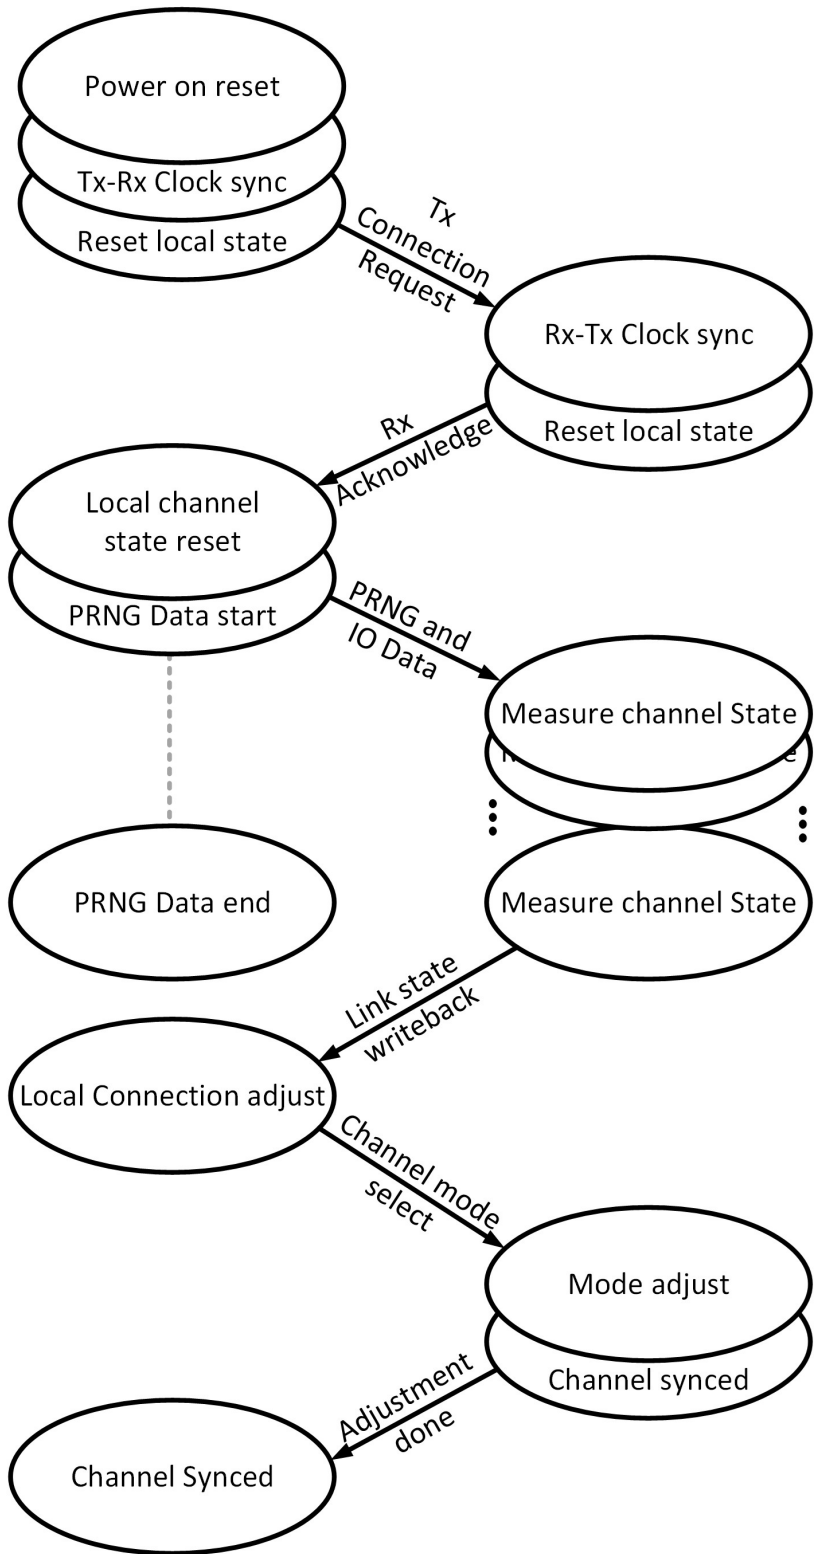 Power on reset
Tx-Rx Clock sync
Reset local state
Tx
Connection
Request
Rx-Tx Clock sync
Reset local state
Rx
Acknowledge
Local channel
state reset
PRNG Data start
PRNG and
IO Data
Measure channel State
PRNG Data end
Measure channel State
Link state
writeback
Local Connection adjust
Channel mode
select
Mode adjust
Channel synced
Adjustment
done
Channel Synced